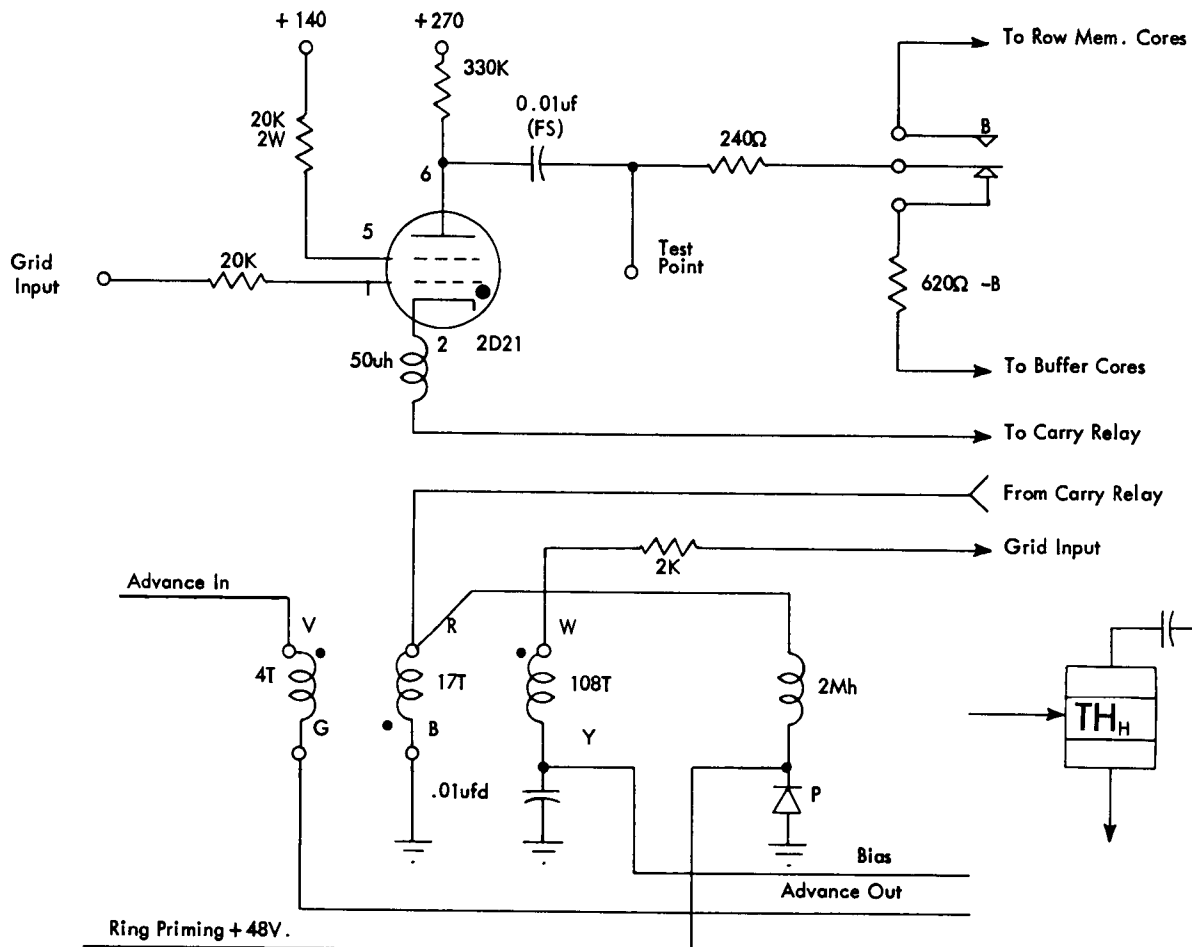 +140
+270
330K
To Row Mem. Cores
20K
2W
0.01uf
(FS)
240Ω
B
6
5
Grid
Input
20K
1
Test
Point
620Ω -B
2
2D21
50uh
To Buffer Cores
To Carry Relay
From Carry Relay
Grid Input
2K
Advance In
V
R
W
4T
17T
108T
2Mh
TH H
G
B
Y
.01ufd
P
Bias
Advance Out
Ring Priming +48V.